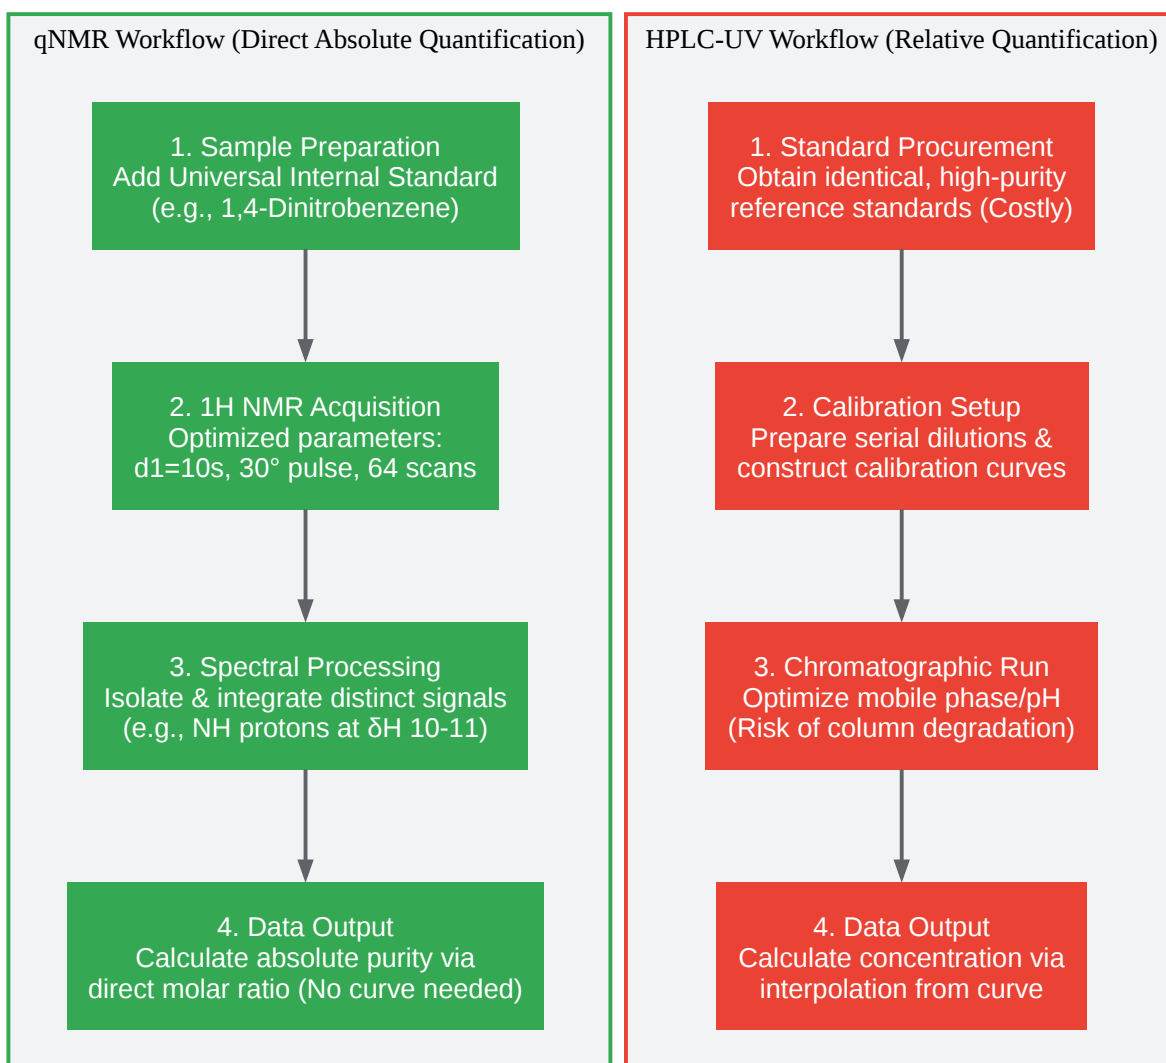 qNMR Workflow (Direct Absolute Quantification)
1. Sample Preparation
Add Universal Internal Standard
(e.g., 1,4-Dinitrobenzene)
2. 1H NMR Acquisition
Optimized parameters:
d1=10s, 30° pulse, 64 scans
3. Spectral Processing
Isolate & integrate distinct signals
(e.g., NH protons at δH 10-11)
4. Data Output
Calculate absolute purity via
direct molar ratio (No curve needed)
HPLC-UV Workflow (Relative Quantification)
1. Standard Procurement
Obtain identical, high-purity
reference standards (Costly)
2. Calibration Setup
Prepare serial dilutions &
construct calibration curves
3. Chromatographic Run
Optimize mobile phase/pH
(Risk of column degradation)
4. Data Output
Calculate concentration via
interpolation from curve